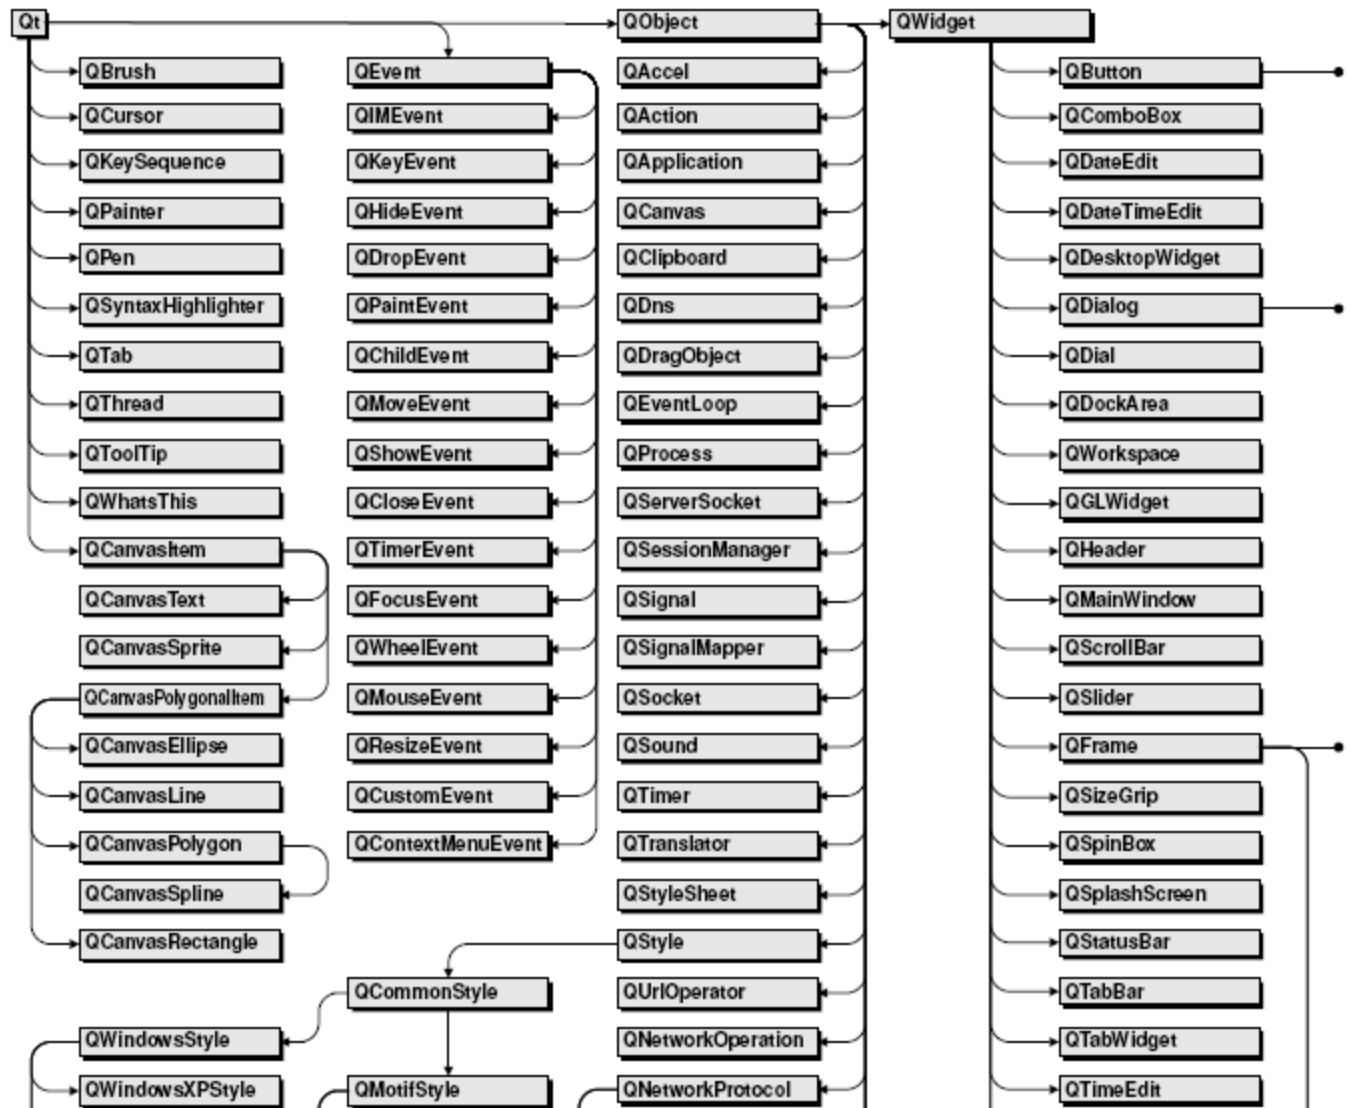 Qt
QBrush
QCursor
QKeySequence
QPainter
QPen
QSyntaxHighlighter
QTab
QThread
QToolTip
QWhatsThis
QCanvasItem
QCanvasText
QCanvasSprite
QCanvasPolygonalItem
QCanvasEllipse
QCanvasLine
QCanvasPolygon
QCanvasSpline
QCanvasRectangle
QWindowsStyle
QWindowsXPStyle
QEvent
QIMEvent
QKeyEvent
QHideEvent
QDropEvent
QPaintEvent
QChildEvent
QMoveEvent
QShowEvent
QCloseEvent
QTimerEvent
QFocusEvent
QWheelEvent
QMouseEvent
QResizeEvent
QCustomEvent
QContextMenuEvent
QCommonStyle
QMotifStyle
QObject
QAccel
QAction
QApplication
QCanvas
QClipboard
QDns
QDragObject
QEventLoop
QProcess
QServerSocket
QSessionManager
QSignal
QSignalMapper
QSocket
QSound
QTimer
QTranslator
QStyleSheet
QStyle
QUrlOperator
QNetworkOperation
QNetworkProtocol
QWidget
QButton
QComboBox
QDateEdit
QDateTimeEdit
QDesktopWidget
QDialog
QDial
QDockArea
QWorkspace
QGLWidget
QHeader
QMainWindow
QScrollBar
QSlider
QFrame
QSizeGrip
QSpinBox
QSplashScreen
QStatusBar
QTabBar
QTabWidget
QTimeEdit